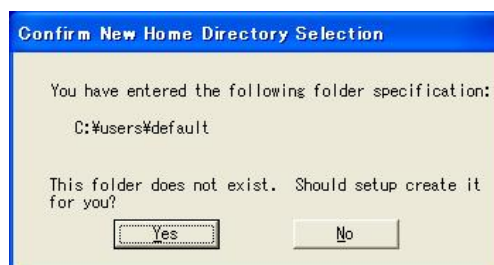 Confirm New Home Directory Selection
You have entered the following folder specification:
C:¥users¥default
This folder does not exist. Should setup create it
for you?
Yes No